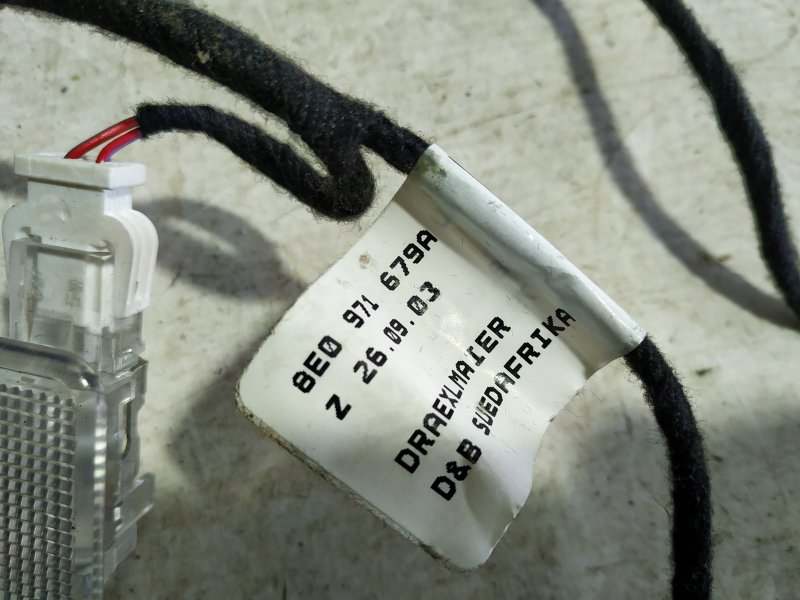 8E0 971 679A
Z 26.09.03
DRAEXLMAIER
D&B SUEDAFRIKA